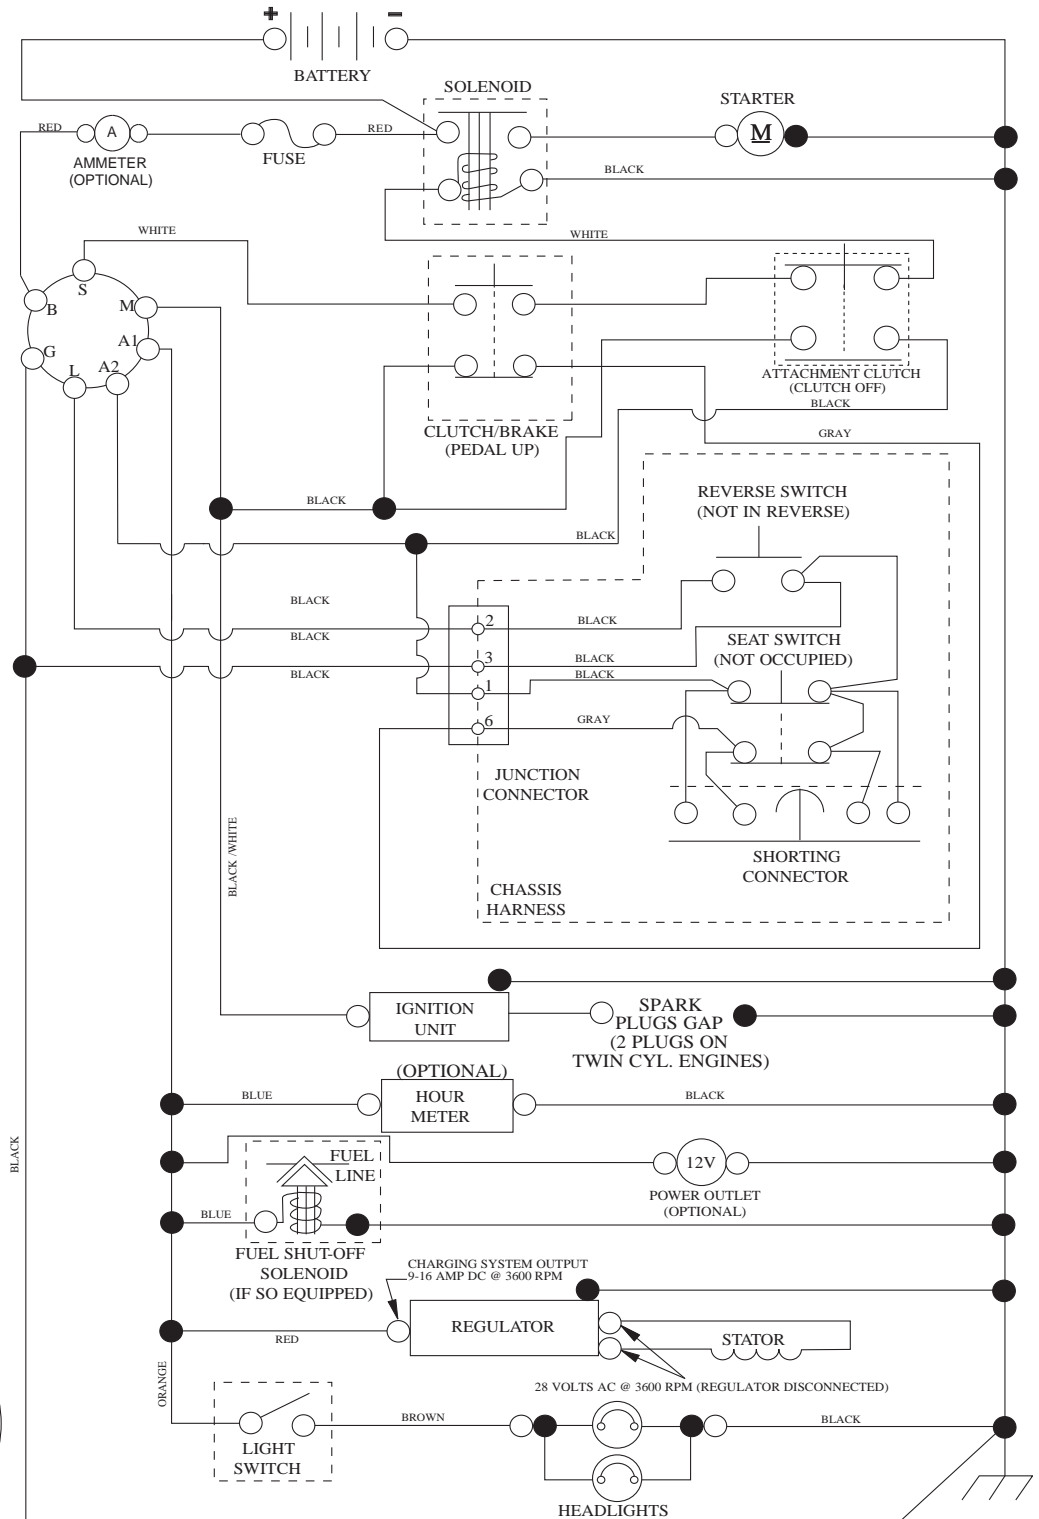 + -
BATTERY
SOLENOID
STARTER
RED
A
AMMETER
(OPTIONAL)
FUSE
RED
M
BLACK
WHITE
WHITE
S
B
M
G
A1
L
A2
ATTACHMENT CLUTCH
(CLUTCH OFF)
BLACK
CLUTCH/BRAKE
(PEDAL UP)
GRAY
REVERSE SWITCH
(NOT IN REVERSE)
BLACK
BLACK
BLACK
2
BLACK
BLACK
SEAT SWITCH
(NOT OCCUPIED)
3
BLACK
BLACK
BLACK
1
6
GRAY
JUNCTION
CONNECTOR
BLACK /WHITE
SHORTING
CONNECTOR
CHASSIS
HARNESS
IGNITION
UNIT
SPARK
PLUGS GAP
(2 PLUGS ON
TWIN CYL. ENGINES)
(OPTIONAL)
HOUR
METER
BLUE
BLACK
BLACK
FUEL
LINE
12V
POWER OUTLET
(OPTIONAL)
BLUE
FUEL SHUT-OFF
SOLENOID
(IF SO EQUIPPED)
CHARGING SYSTEM OUTPUT
9-16 AMP DC @ 3600 RPM
REGULATOR
RED
STATOR
28 VOLTS AC @ 3600 RPM (REGULATOR DISCONNECTED)
ORANGE
BROWN
BLACK
LIGHT
SWITCH
HEADLIGHTS